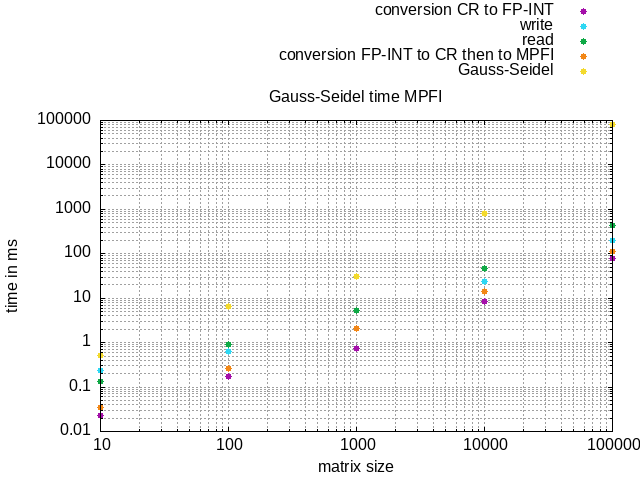 conversion CR to FP-INT
write
read
conversion FP-INT to CR then to MPFI
Gauss-Seidel
Gauss-Seidel time MPFI
100000
10000
1000
100
10
1
0.1
0.01
time in ms
10 100 1000 10000 100000
matrix size